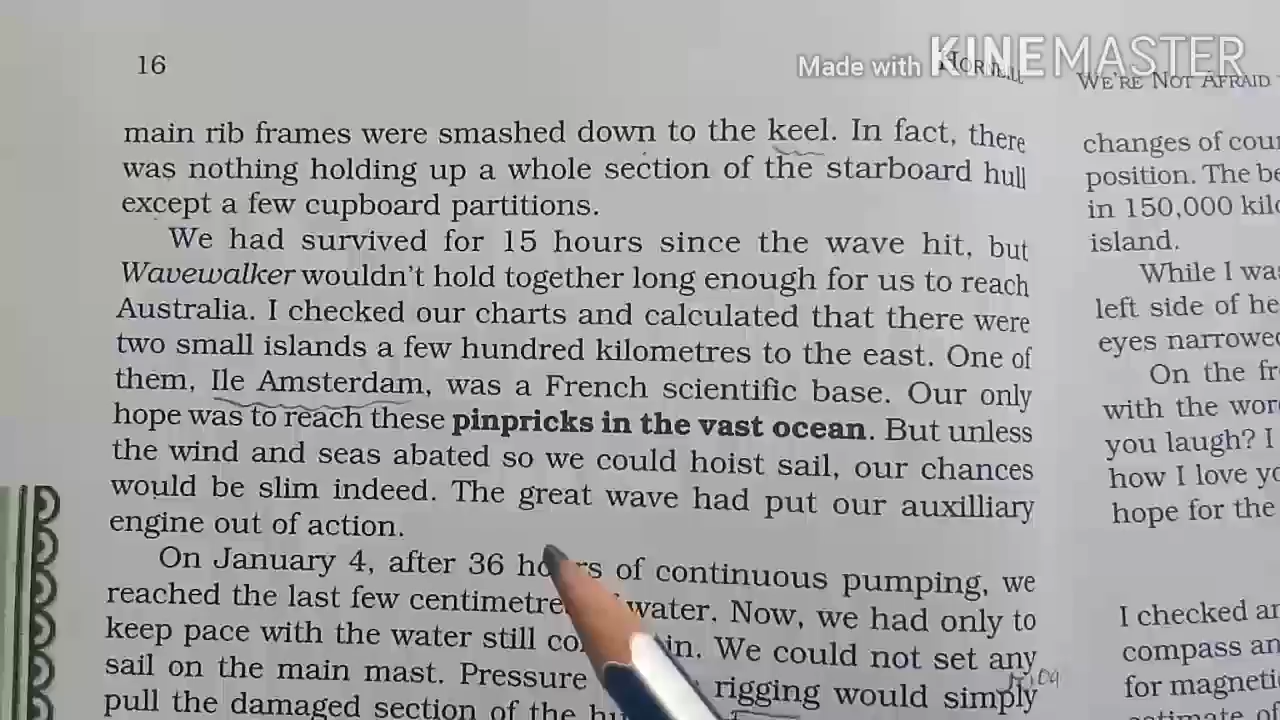 16
Made with KINEMASTER
WE'RE NOT AFRAID
main rib frames were smashed down to the keel. In fact, there
was nothing holding up a whole section of the starboard hull
except a few cupboard partitions.
We had survived for 15 hours since the wave hit, but
Wavewalker wouldn't hold together long enough for us to reach
Australia. I checked our charts and calculated that there were
two small islands a few hundred kilometres to the east. One of
them, Ile Amsterdam, was a French scientific base. Our only
hope was to reach these pinpricks in the vast ocean. But unless
the wind and seas abated so we could hoist sail, our chances
would be slim indeed. The great wave had put our auxilliary
engine out of action.
On January 4, after 36 of continuous pumping, we
reached the last few water. Now, we had only to
keep pace with the water still in. We could not set any
sail on the main mast. Pressure rigging would simply
pull the damaged section of the
changes of
position. The
in 150,000
island.
While I
left side of
eyes
On the
with the
you laugh? I
how I love
hope for the
I checked
compass
for